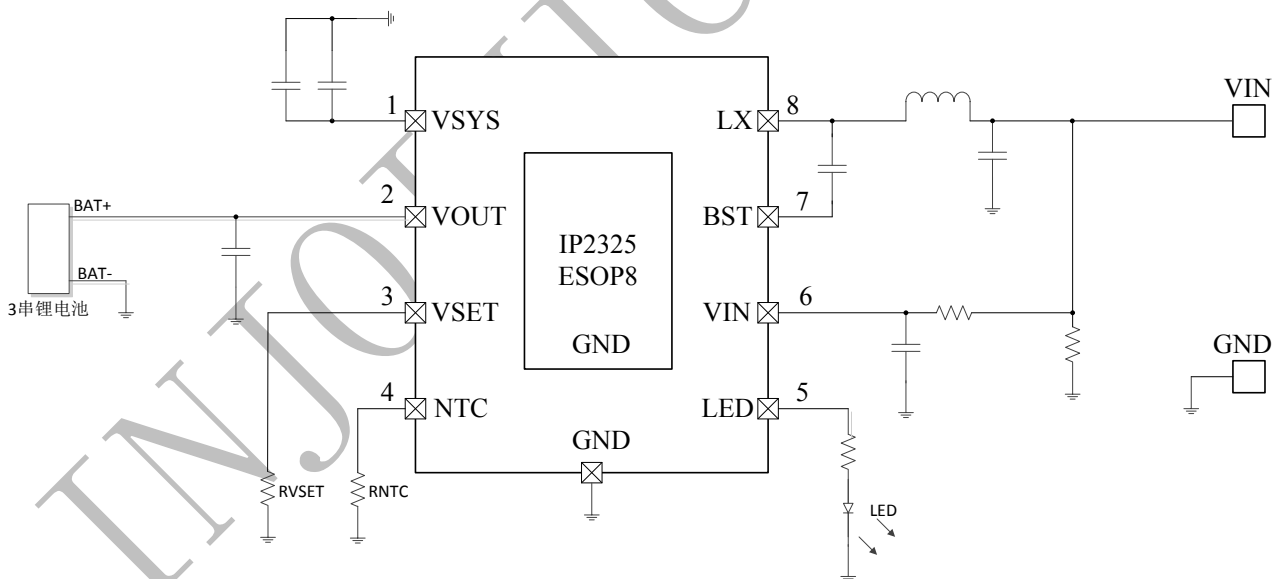 INJOINIC
1
VSYS
2
VOUT
3
VSET
4
NTC
LX
8
BST
7
VIN
6
LED
5
IP2325
ESOP8
GND
GND
BAT+
BAT-
3串锂电池
RVSET
RNTC
LED
VIN
GND